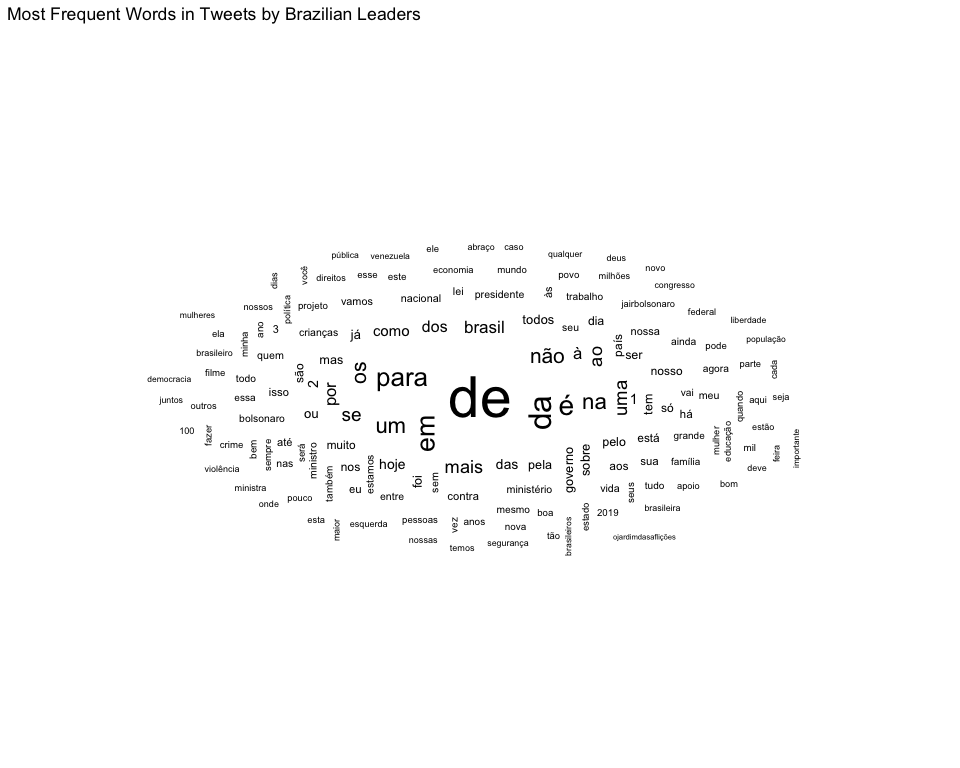 Most Frequent Words in Tweets by Brazilian Leaders
ele abraço caso
pública venezuela qualquer deus
dias você direitos esse este economia mundo povo milhões novo
congresso
nossos política projeto vamos nacional lei presidente às trabalho jairbolsonaro federal
mulheres liberdade
ela minha ano 3 crianças já como dos brasil todos seu dia nossa ainda pode população
brasileiro quem mas não à ao país ser
democracia filme todo são 2 os para nosso agora parte cada
juntos outros essa isso por de da é na uma 1 tem só vai meu quando aqui seja
bolsonaro ou se um em há
100 fazer crime bem sempre até será ministro muito pelo está grande mulher educação estão
violência nas também nos estamos hoje foi sem mais das pela governo sobre aos sua família mil feira importante
deve
ministra onde pouco eu entre contra ministério vida seus tudo apoio bom
mesmo boa estado 2019 brasileira
esta maior esquerda pessoas vez anos nova
nossas temos segurança tão brasileiros ojardimdasaflições